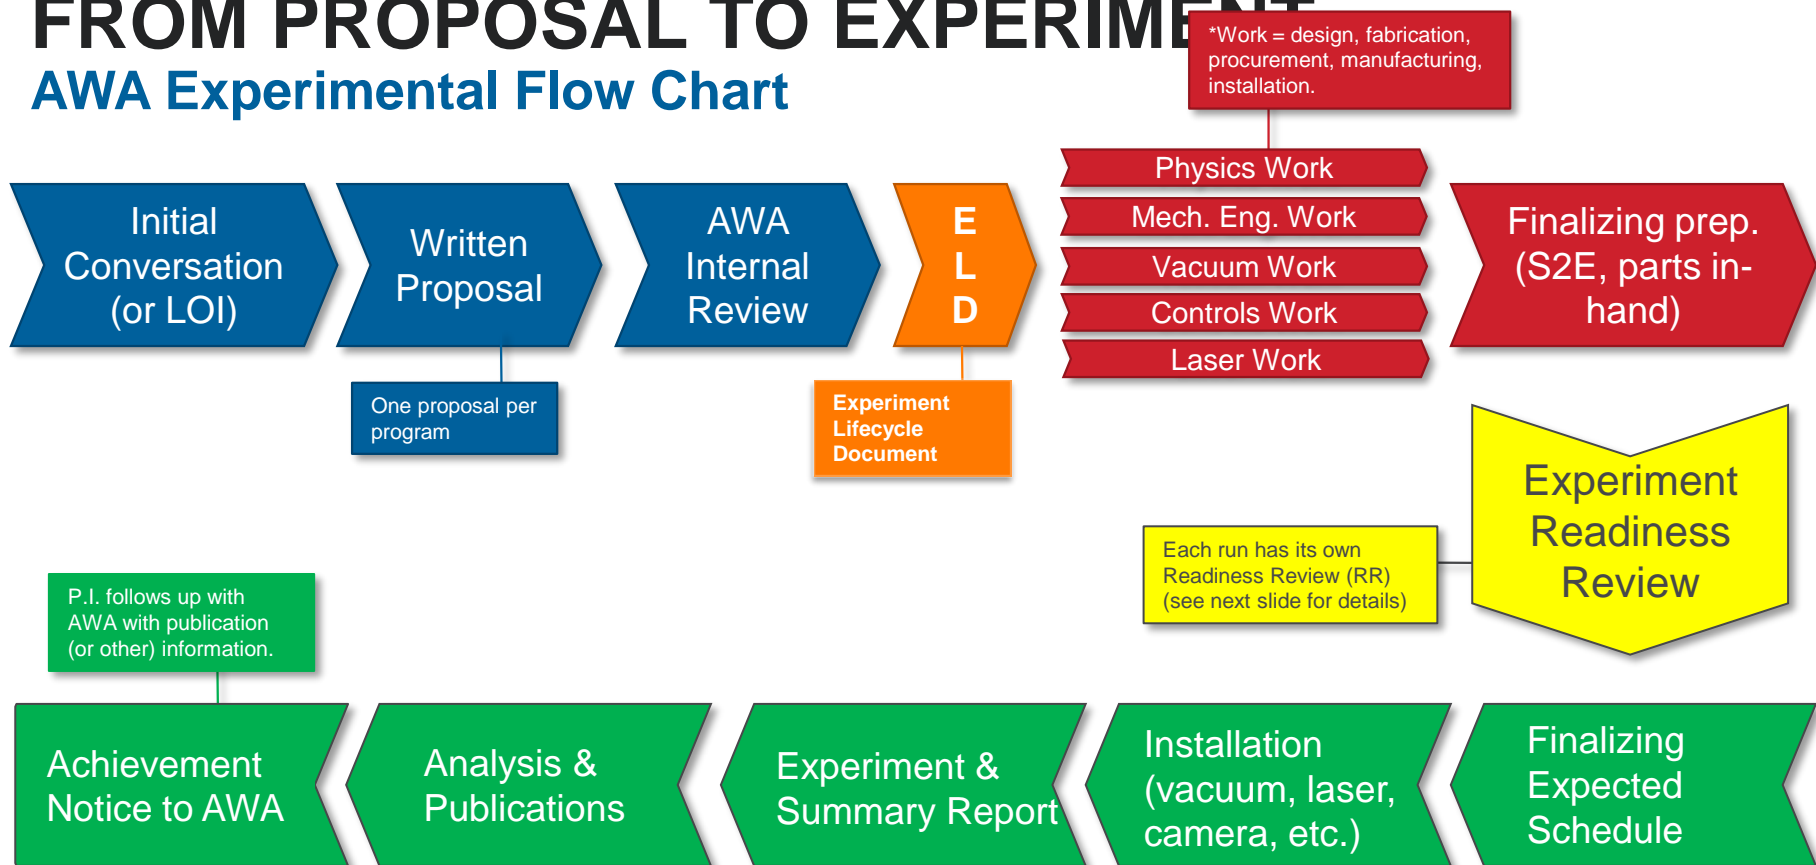 FROM PROPOSAL TO EXPERIMENT
AWA Experimental Flow Chart
*Work = design, fabrication,
procurement, manufacturing,
installation.
Initial
Conversation
(or LOI)
Written
Proposal
One proposal per
program
AWA
Internal
Review
E
L
D
Experiment
Lifecycle
Document
Physics Work
Mech. Eng. Work
Vacuum Work
Controls Work
Laser Work
Finalizing prep.
(S2E, parts in-
hand)
Experiment
Readiness
Review
Each run has its own
Readiness Review (RR)
(see next slide for details)
Finalizing
Expected
Schedule
Installation
(vacuum, laser,
camera, etc.)
Experiment &
Summary Report
Analysis &
Publications
Achievement
Notice to AWA
P.I. follows up with
AWA with publication
(or other) information.